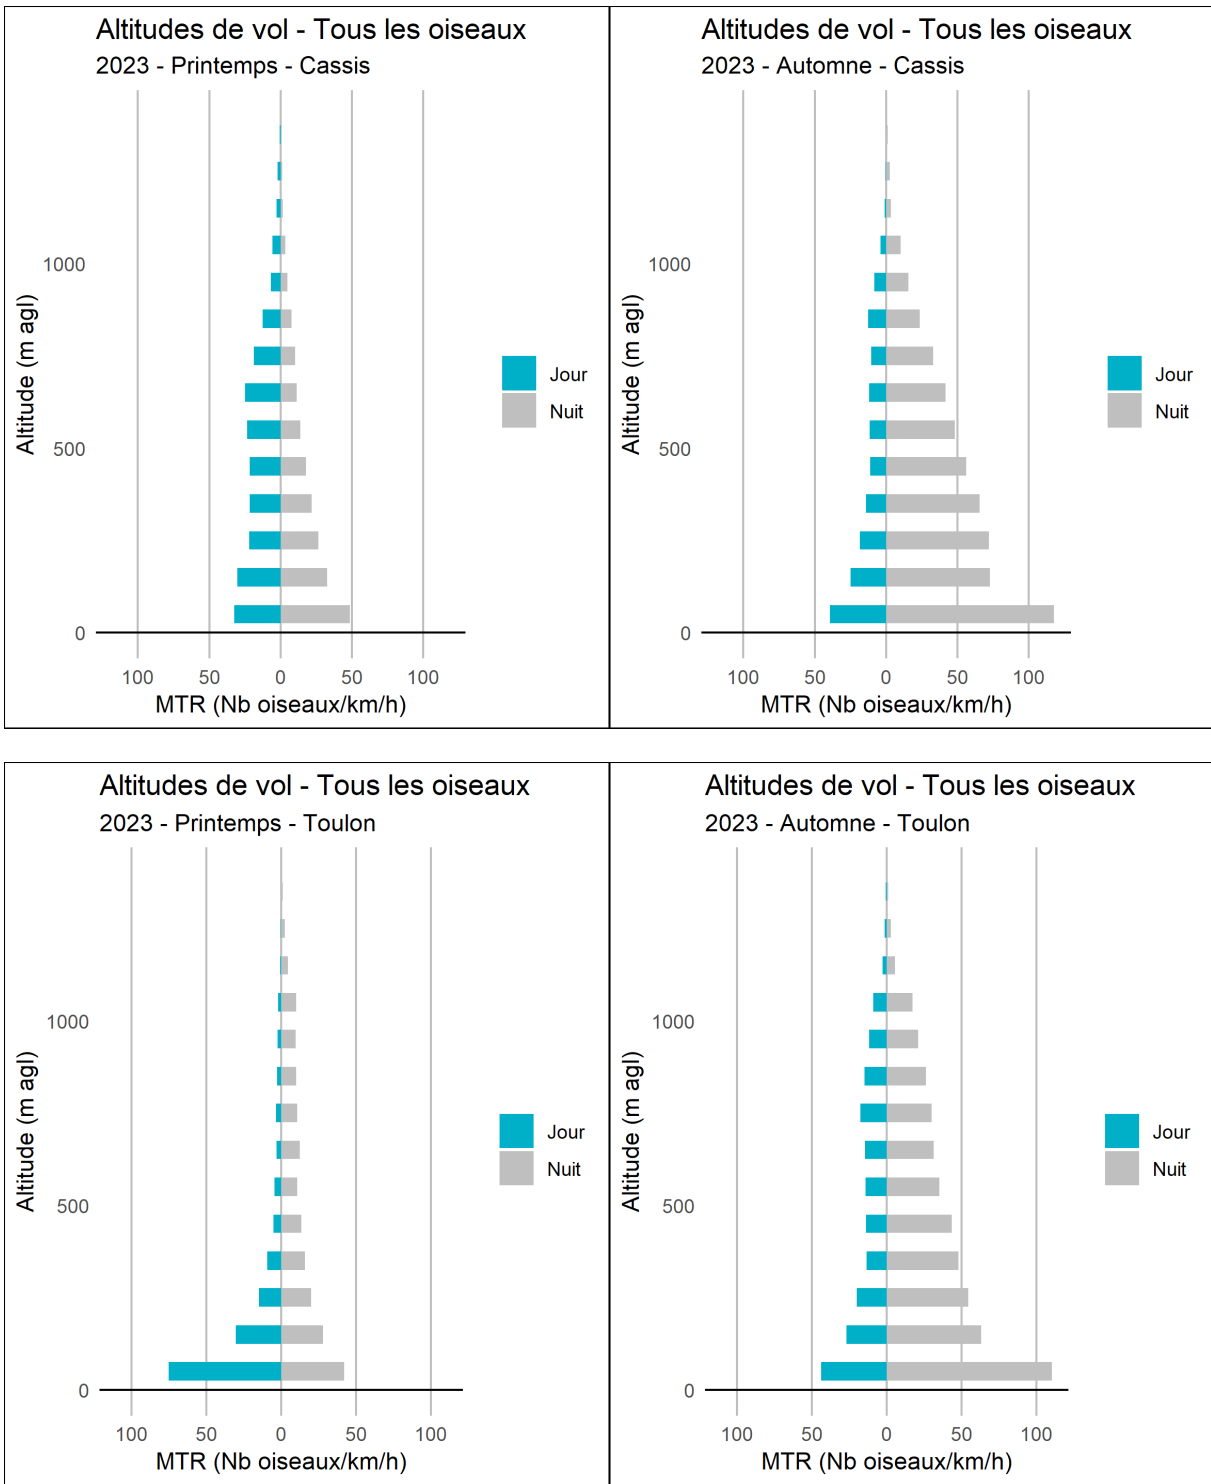 Altitudes de vol - Tous les oiseaux
2023 - Printemps - Cassis
1000
500
0
Altitude (m agl)
100 50 0 50 100
MTR (Nb oiseaux/km/h)
Jour
Nuit
Altitudes de vol - Tous les oiseaux
2023 - Automne - Cassis
1000
500
0
Altitude (m agl)
100 50 0 50 100
MTR (Nb oiseaux/km/h)
Jour
Nuit
Altitudes de vol - Tous les oiseaux
2023 - Printemps - Toulon
1000
500
0
Altitude (m agl)
100 50 0 50 100
MTR (Nb oiseaux/km/h)
Jour
Nuit
Altitudes de vol - Tous les oiseaux
2023 - Automne - Toulon
1000
500
0
Altitude (m agl)
100 50 0 50 100
MTR (Nb oiseaux/km/h)
Jour
Nuit